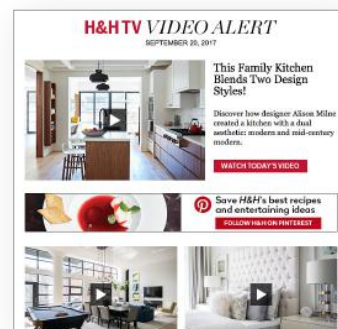 H&H TV VIDEO ALERT
SEPTEMBER 20, 2017
This Family Kitchen
Blends Two Design
Styles!
Discover how designer Alison Milne
created a kitchen with a dual
aesthetic: modern and mid-century
modern.
WATCH TODAY'S VIDEO
Save H&H's best recipes
and entertaining ideas
FOLLOW H&H ON PINTEREST